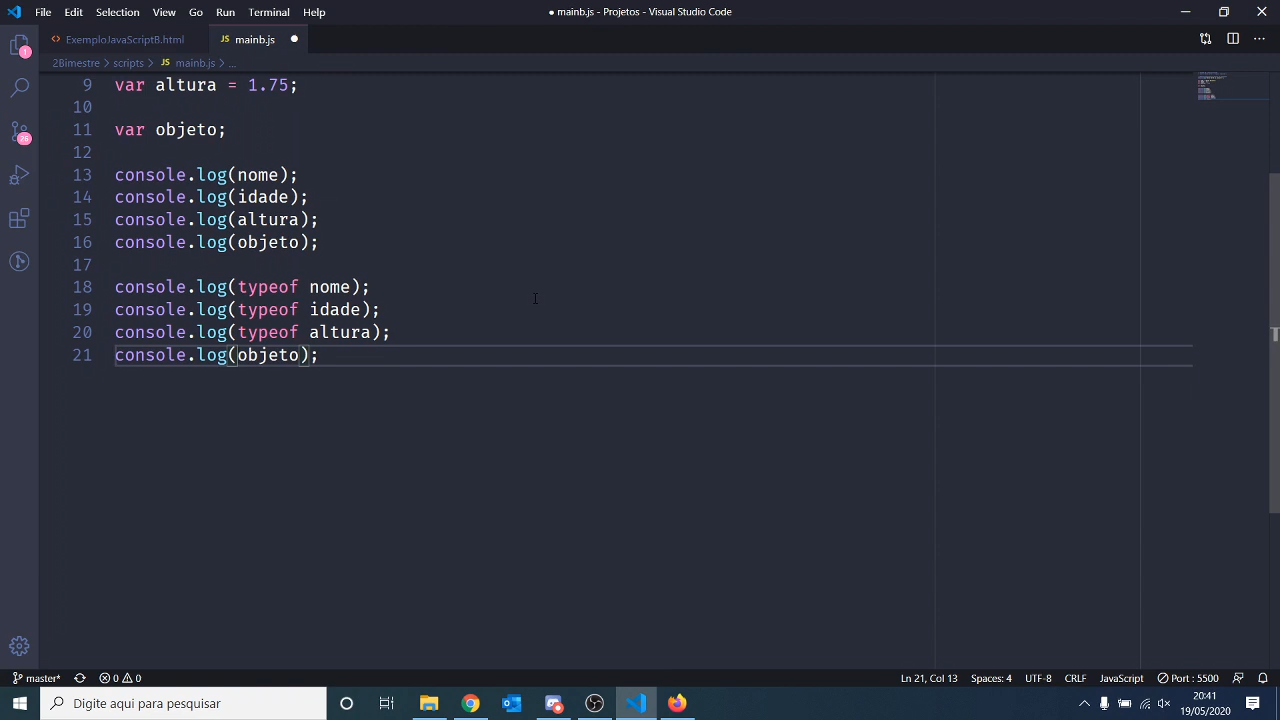 File Edit Selection View Go Run Terminal Help
● mainb.js - Projetos - Visual Studio Code
1
26
<> ExemploJavaScriptB.html
JS mainb.js ●
2Bimestre > scripts > JS mainb.js > ...
9 var altura = 1.75;
10
11 var objeto;
12
13 console.log(nome);
14 console.log(idade);
15 console.log(altura);
16 console.log(objeto);
17
18 console.log(typeof nome);
19 console.log(typeof idade);
20 console.log(typeof altura);
21 console.log(objeto);
master* 0 0
Ln 21, Col 13 Spaces: 4 UTF-8 CRLF JavaScript Port : 5500
Digite aqui para pesquisar
20:41
19/05/2020